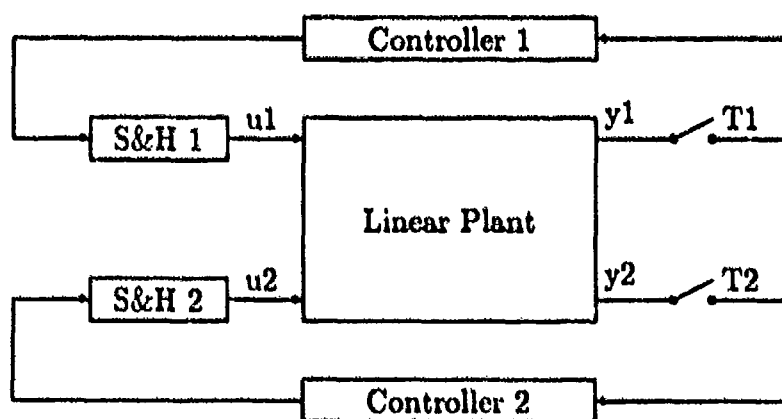 Controller 1
S&H 1
u1
y1
T1
Linear Plant
S&H 2
u2
y2
T2
Controller 2